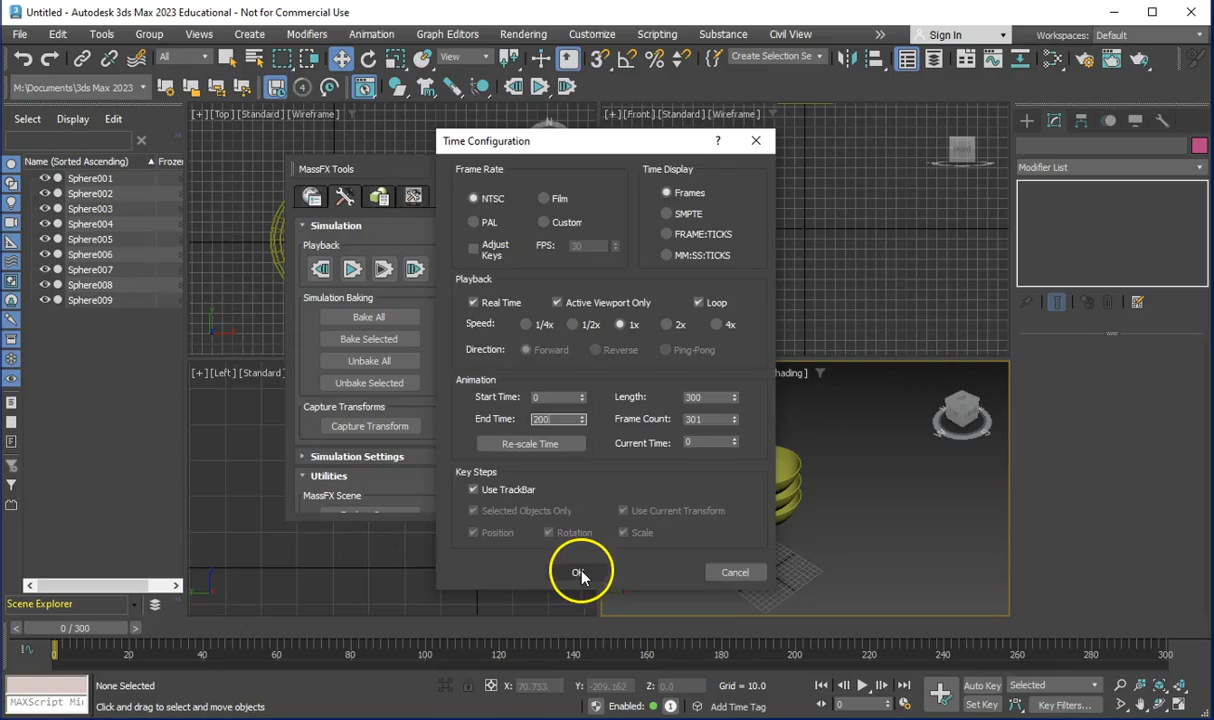 Untitled - Autodesk 3ds Max 2023 Educational - Not for Commercial Use
File Edit Tools Group Views Create Modifiers Animation Graph Editors Rendering Customize Scripting Substance Civil View Sign In Workspaces: Default
All View Create Selection Se
M:\Documents\3ds Max 2023
Select Display Edit
[+] [Top] [Standard] [Wireframe]
[+] [Front] [Standard] [Wireframe]
Name (Sorted Ascending) Frozen
Sphere001
Sphere002
Sphere003
Sphere004
Sphere005
Sphere006
Sphere007
Sphere008
Sphere009
Scene Explorer
MassFX Tools
Simulation
Playback
Simulation Baking
Bake All
Bake Selected
Unbake All
Unbake Selected
Capture Transforms
Capture Transform
Simulation Settings
Utilities
MassFX Scene
[+] [Left] [Standard]
hading]
Time Configuration
Frame Rate
NTSC Film
PAL Custom
Adjust Keys FPS: 30
Time Display
Frames
SMPTE
FRAME:TICKS
MM:SS:TICKS
Playback
Real Time Active Viewport Only Loop
Speed: 1/4x 1/2x 1x 2x 4x
Direction: Forward Reverse Ping-Pong
Animation
Start Time: 0 Length: 300
End Time: 200 Frame Count: 301
Re-scale Time Current Time: 0
Key Steps
Use TrackBar
Selected Objects Only Use Current Transform
Position Rotation Scale
OK Cancel
Modifier List
0 / 300
20 40 60 80 100 120 140 160 180 200 220 240 260 280 300
None Selected X: 70.753 Y: -209.162 Z: 0.0 Grid = 10.0 Auto Key Selected
MAXScript Mi Click and drag to select and move objects Enabled: 1 Add Time Tag 0 Set Key Key Filters...